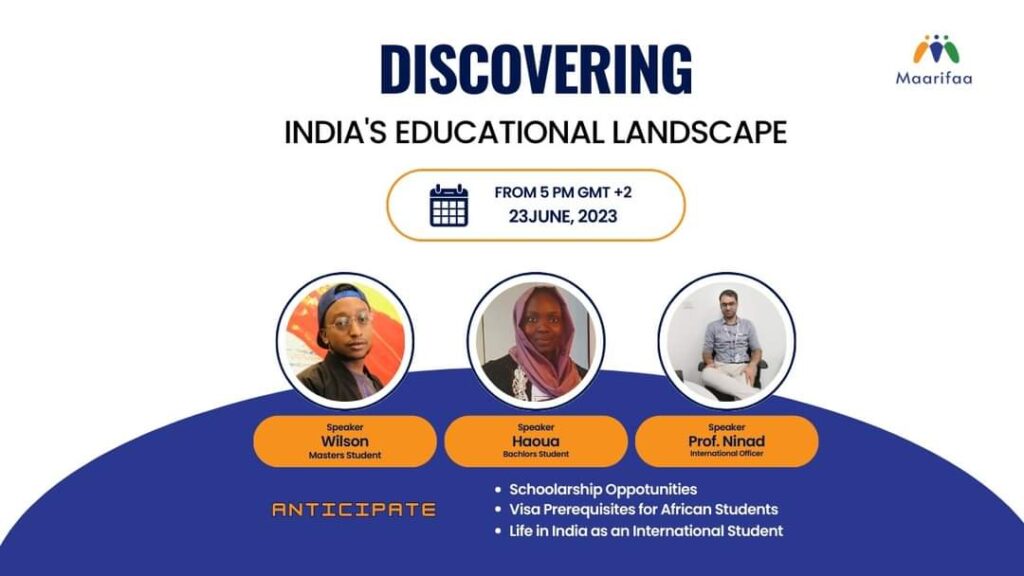 DISCOVERING
Maarifaa
INDIA'S EDUCATIONAL LANDSCAPE
FROM 5 PM GMT +2
23JUNE, 2023
Speaker
Wilson
Masters Student
Speaker
Haoua
Bachlors Student
Speaker
Prof. Ninad
International Officer
ANTICIPATE
• Schoolarship Oppotunities
• Visa Prerequisites for African Students
• Life in India as an International Student